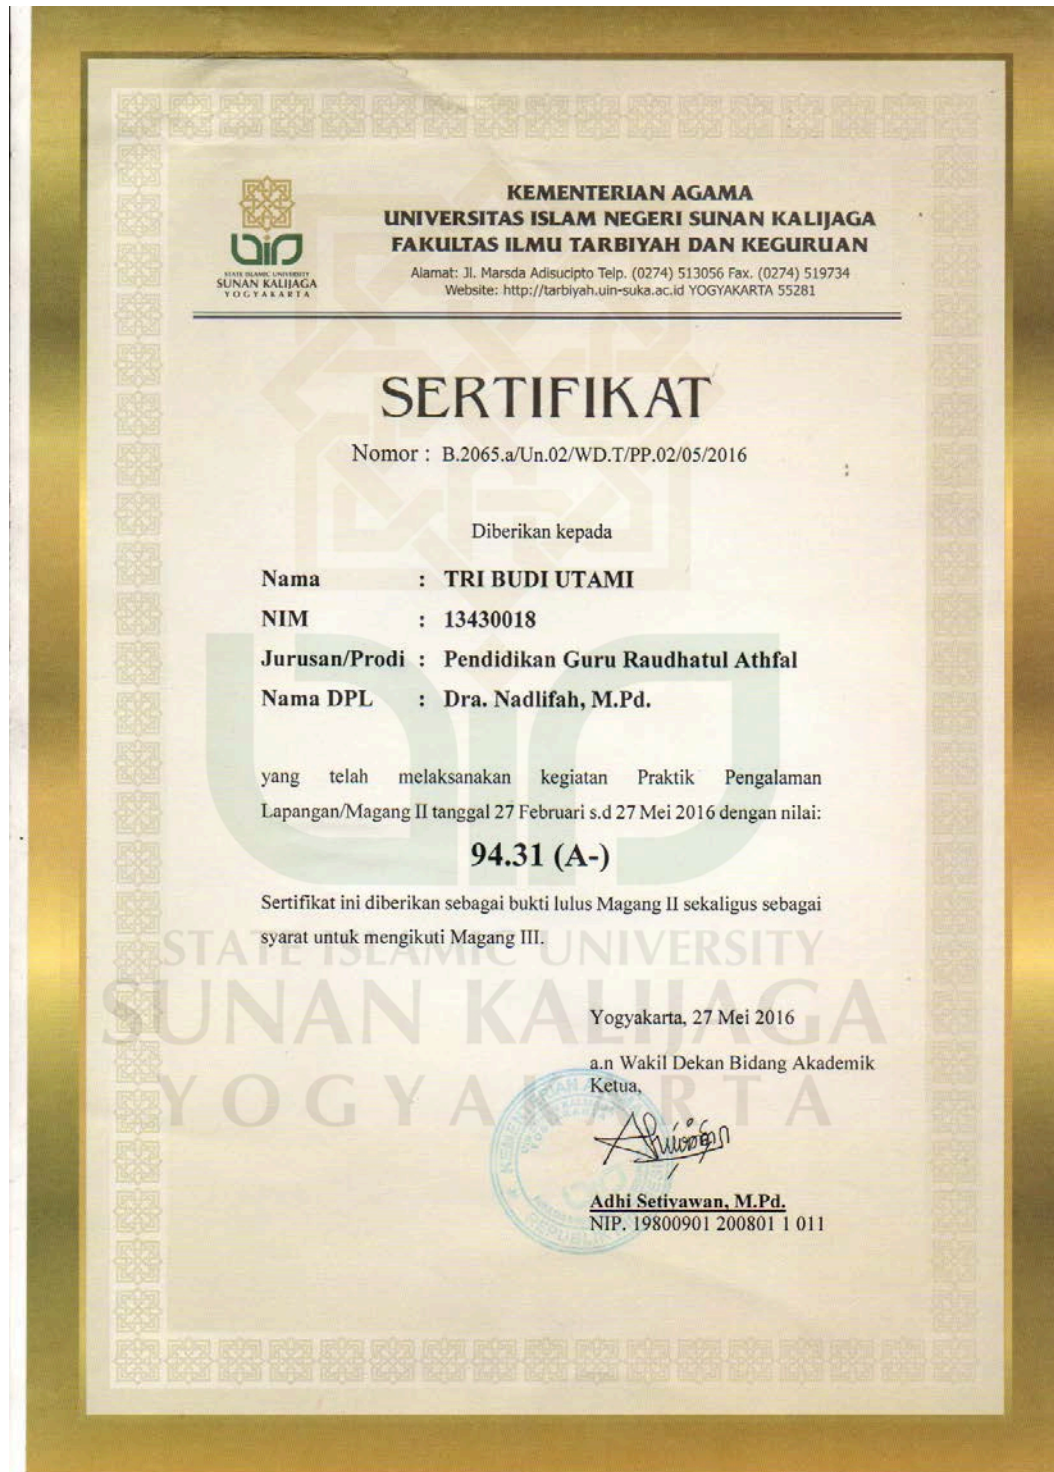 KEMENTERIAN AGAMA
UNIVERSITAS ISLAM NEGERI SUNAN KALIJAGA
FAKULTAS ILMU TARBIYAH DAN KEGURUAN
Alamat: Jl. Marsda Adisucipto Telp. (0274) 513056 Fax. (0274) 519734
Website: http://tarbiyah.uin-suka.ac.id YOGYAKARTA 55281
STATE ISLAMIC UNIVERSITY
SUNAN KALIJAGA
YOGYAKARTA
SERTIFIKAT
Nomor : B.2065.a/Un.02/WD.T/PP.02/05/2016
Diberikan kepada
Nama : TRI BUDI UTAMI
NIM : 13430018
Jurusan/Prodi : Pendidikan Guru Raudhatul Athfal
Nama DPL : Dra. Nadlifah, M.Pd.
yang telah melaksanakan kegiatan Praktik Pengalaman
Lapangan/Magang II tanggal 27 Februari s.d 27 Mei 2016 dengan nilai:
94.31 (A-)
Sertifikat ini diberikan sebagai bukti lulus Magang II sekaligus sebagai
syarat untuk mengikuti Magang III.
STATE ISLAMIC UNIVERSITY
SUNAN KALIJAGA
YOGYAKARTA
Yogyakarta, 27 Mei 2016
a.n Wakil Dekan Bidang Akademik
Ketua,
Adhi Setiyawan, M.Pd.
NIP. 19800901 200801 1 011